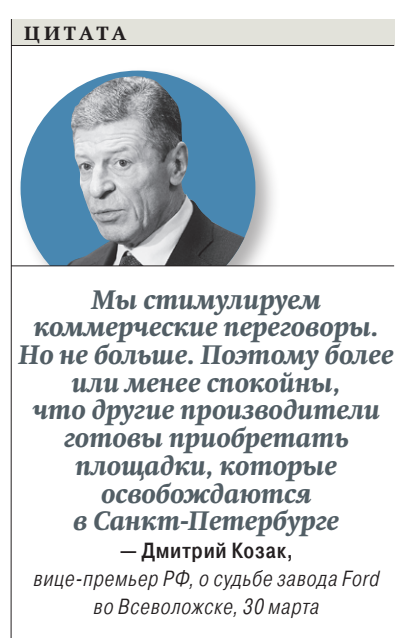 ЦИТАТА
Мы стимулируем
коммерческие переговоры.
Но не больше. Поэтому более
или менее спокойны,
что другие производители
готовы приобретать
площадки, которые
освобождаются
в Санкт-Петербурге
— Дмитрий Козак,
вице-премьер РФ, о судьбе завода Ford
во Всеволожске, 30 марта